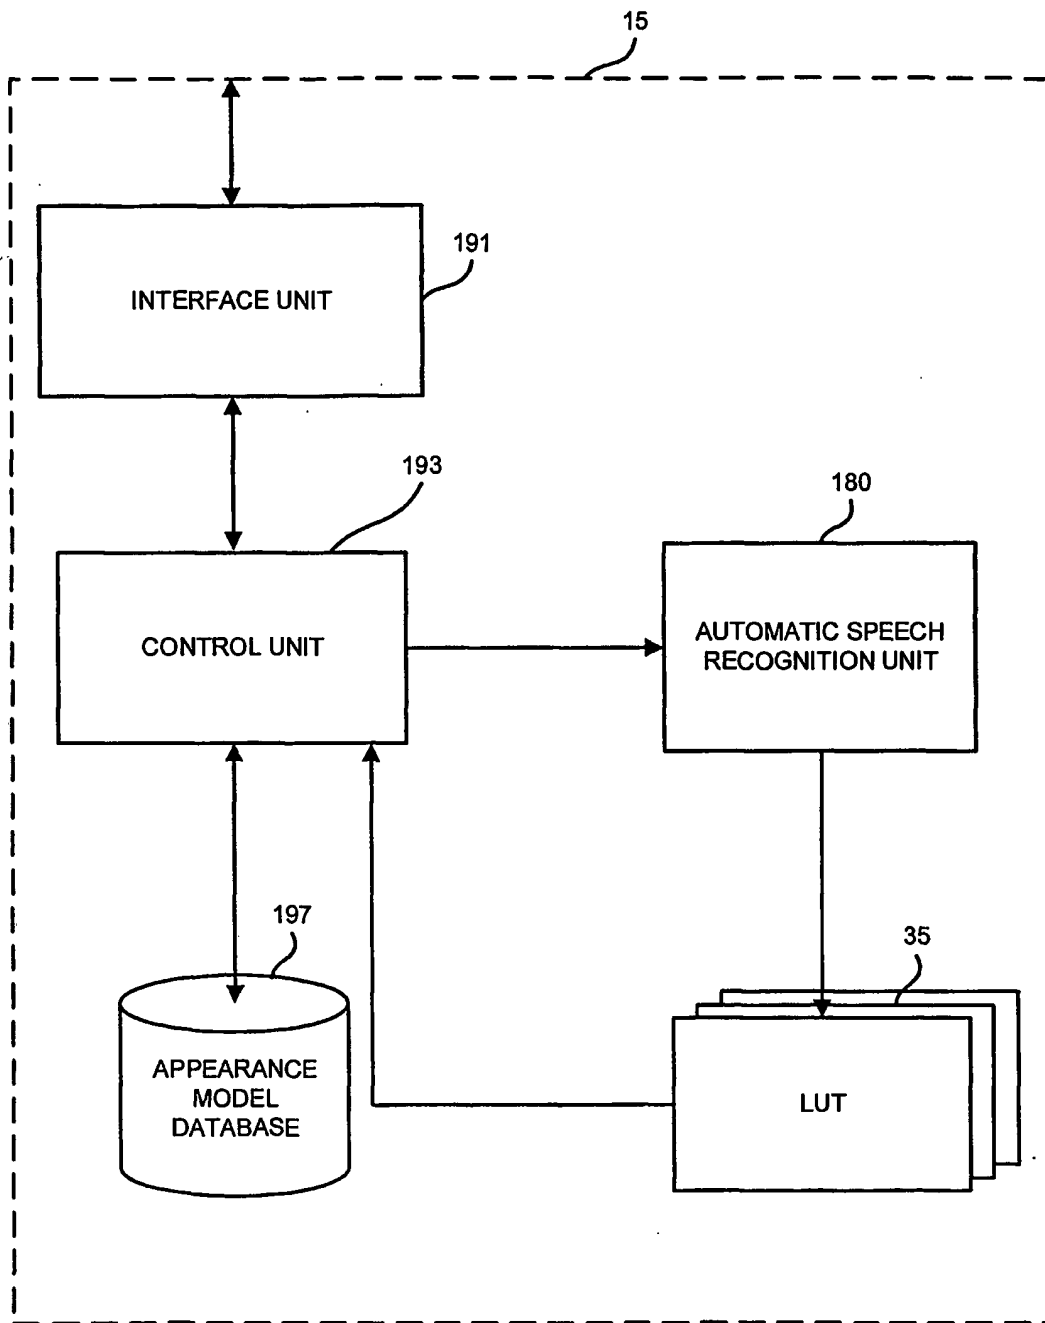 15
191
INTERFACE UNIT
193
180
CONTROL UNIT
AUTOMATIC SPEECH
RECOGNITION UNIT
197
35
APPEARANCE
MODEL
DATABASE
LUT